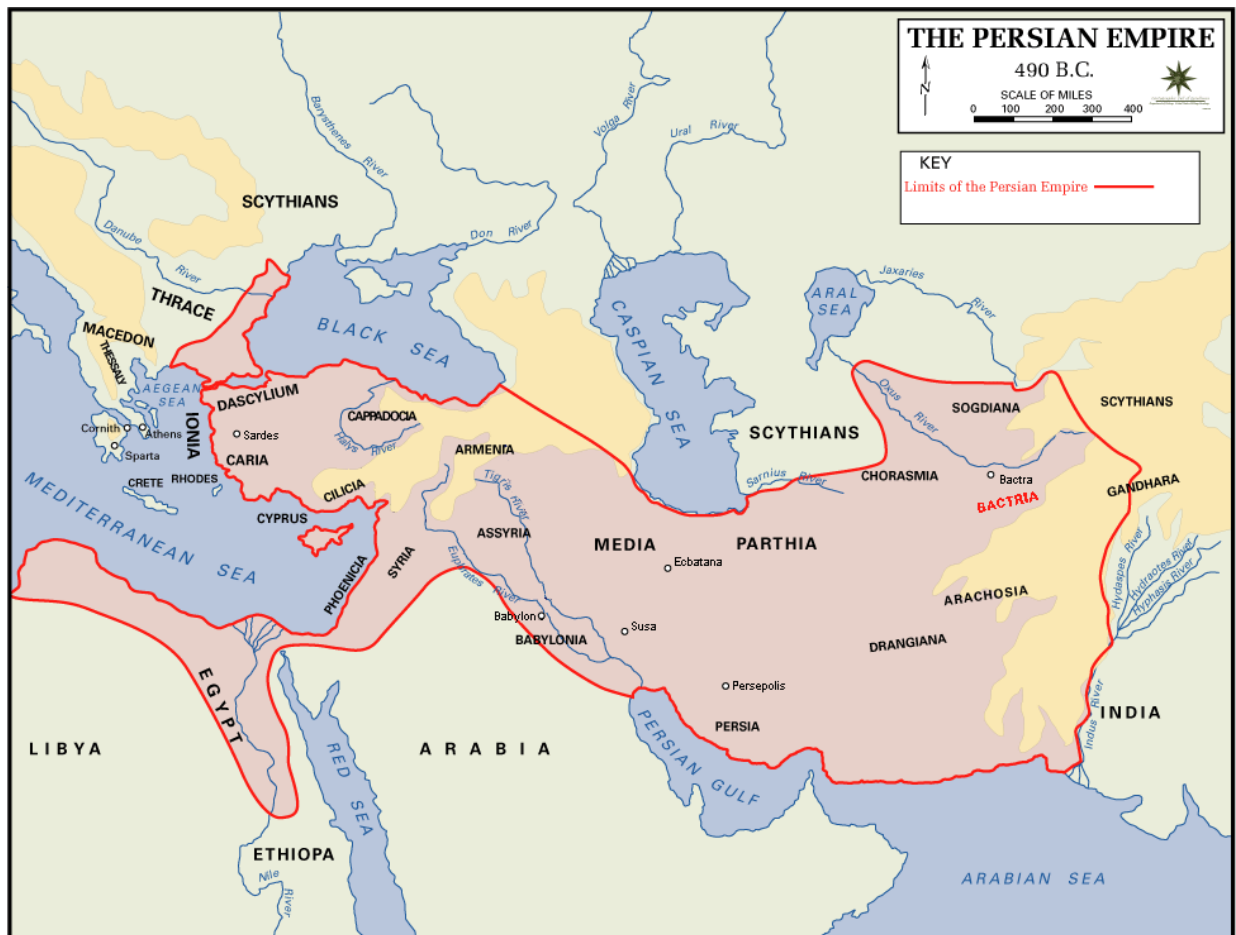 THE PERSIAN EMPIRE
490 B.C.
N
SCALE OF MILES
0 100 200 300 400
KEY
Limits of the Persian Empire
Barysthenes River
Volga River
Ural River
SCYTHIANS
Danube River
Don River
Jaxaries River
THRACE
BLACK SEA
CASPIAN SEA
ARAL SEA
MACEDON
THESSALY
AEGEAN SEA
DASCYLIUM
CAPPADOCIA
Oxus River
SOGDIANA
SCYTHIANS
IONIA
Cornith
Athens
Sardes
Halys River
SCYTHIANS
Sparta
CARIA
ARMENIA
CRETE
RHODES
CILICIA
Tigris River
Sarnius River
CHORASMIA
Bactra
BACTRIA
GANDHARA
MEDITERRANEAN SEA
CYPRUS
ASSYRIA
MEDIA
PARTHIA
Ecbatana
SYRIA
PHOENICIA
Euphrates River
Hydaspes River
Hydraotes River
Hyphasis River
ARACHOSIA
Babylon
BABYLONIA
Susa
DRANGIANA
EGYPT
Persepolis
PERSIA
Indus River
INDIA
LIBYA
RED SEA
ARABIA
PERSIAN GULF
ETHIOPA
Nile River
ARABIAN SEA